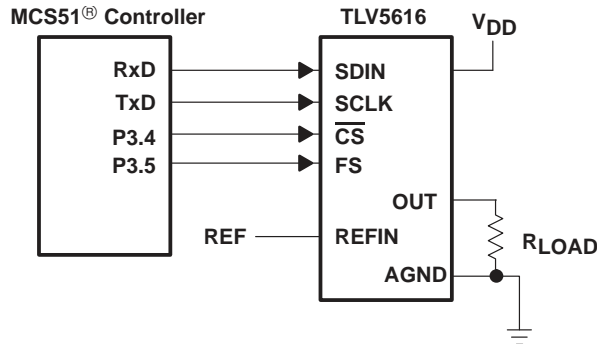 MCS51® Controller
TLV5616
VDD
RxD
SDIN
TxD
SCLK
P3.4
CS
P3.5
FS
OUT
REF
REFIN
RLOAD
AGND